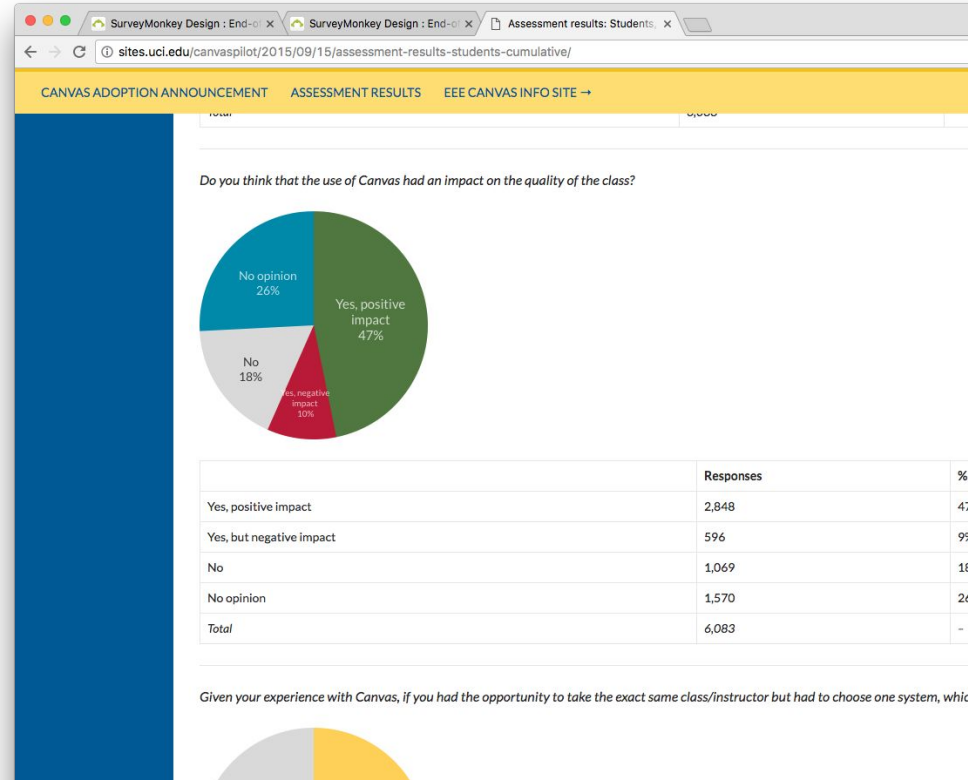 SurveyMonkey Design : End-of
SurveyMonkey Design : End-of
Assessment results: Students,
sites.uci.edu/canvaspilot/2015/09/15/assessment-results-students-cumulative/
CANVAS ADOPTION ANNOUNCEMENT ASSESSMENT RESULTS EEE CANVAS INFO SITE →
Total
Do you think that the use of Canvas had an impact on the quality of the class?
No opinion
26%
Yes, positive
impact
47%
No
18%
Yes, negative
impact
10%
Responses %
Yes, positive impact 2,848 47
Yes, but negative impact 596 9%
No 1,069 18
No opinion 1,570 26
Total 6,083 –
Given your experience with Canvas, if you had the opportunity to take the exact same class/instructor but had to choose one system, whic